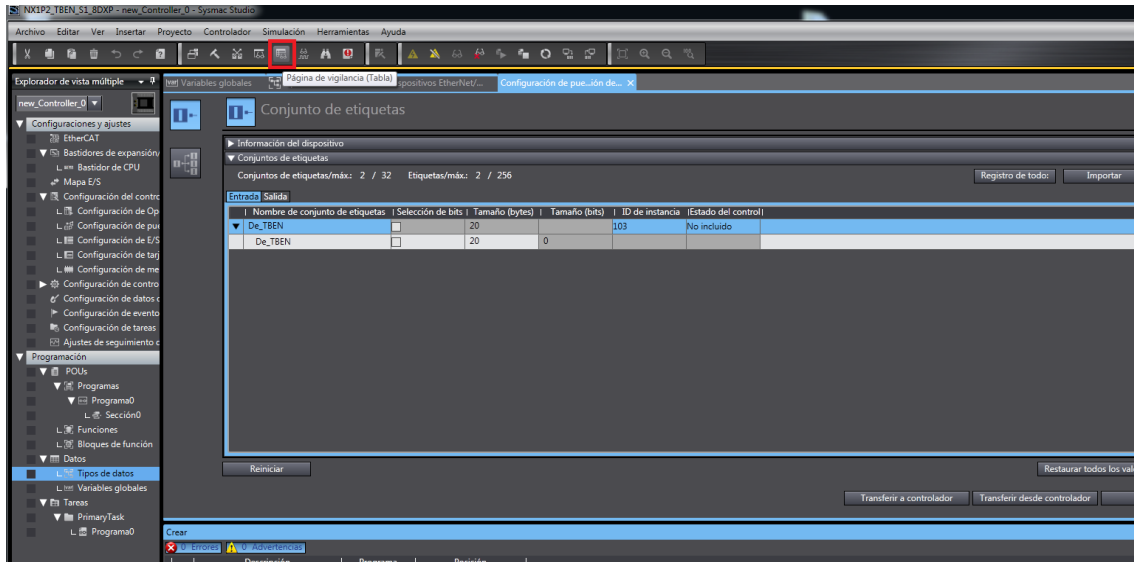 NX1P2_TBEN_S1_8DXP - new_Controller_0 - Sysmac Studio
Archivo Editar Ver Insertar Proyecto Controlador Simulación Herramientas Ayuda
Explorador de vista múltiple
new_Controller_0
Configuraciones y ajustes
EtherCAT
Bastidores de expansión/
Bastidor de CPU
Mapa E/S
Configuración del contro
Configuración de Op
Configuración de pue
Configuración de E/S
Configuración de tarj
Configuración de me
Configuración de contro
Configuración de datos c
Configuración de evento
Configuración de tareas
Ajustes de seguimiento d
Programación
POUs
Programas
Programa0
Sección0
Funciones
Bloques de función
Datos
Tipos de datos
Variables globales
Tareas
PrimaryTask
Programa0
Variables globales
Página de vigilancia (Tabla)
spositivos EtherNet/...
Configuración de pue...ión de... X
Conjunto de etiquetas
Información del dispositivo
Conjuntos de etiquetas
Conjuntos de etiquetas/máx.: 2 / 32 Etiquetas/máx.: 2 / 256
Registro de todo: Importar
Entrada Salida
Nombre de conjunto de etiquetas Selección de bits Tamaño (bytes) Tamaño (bits) ID de instancia Estado del control
De_TBEN 20 103 No incluido
De_TBEN 20 0
Reiniciar Restaurar todos los val
Transferir a controlador Transferir desde controlador
Crear
0 Errores 0 Advertencias
Descripción Programa Posición